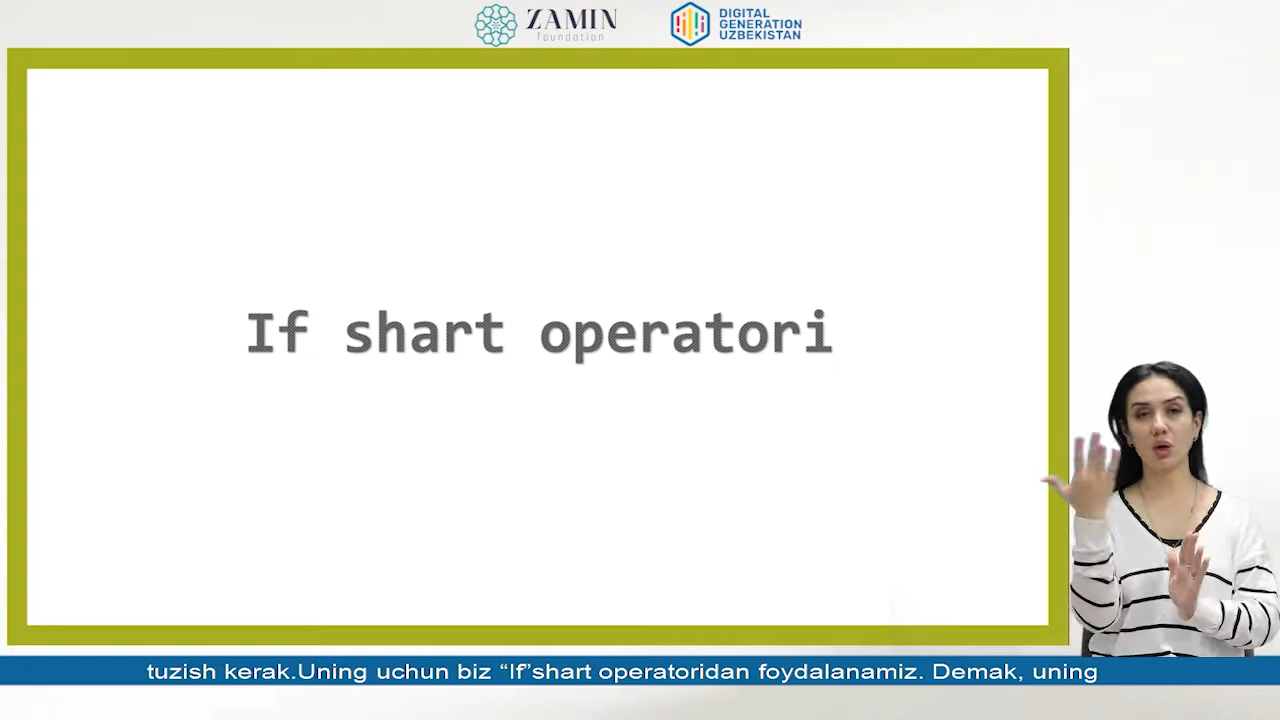 ZAMIN
foundation
DIGITAL
GENERATION
UZBEKISTAN
If shart operatori
tuzish kerak.Uning uchun biz “If”shart operatoridan foydalanamiz. Demak, uning